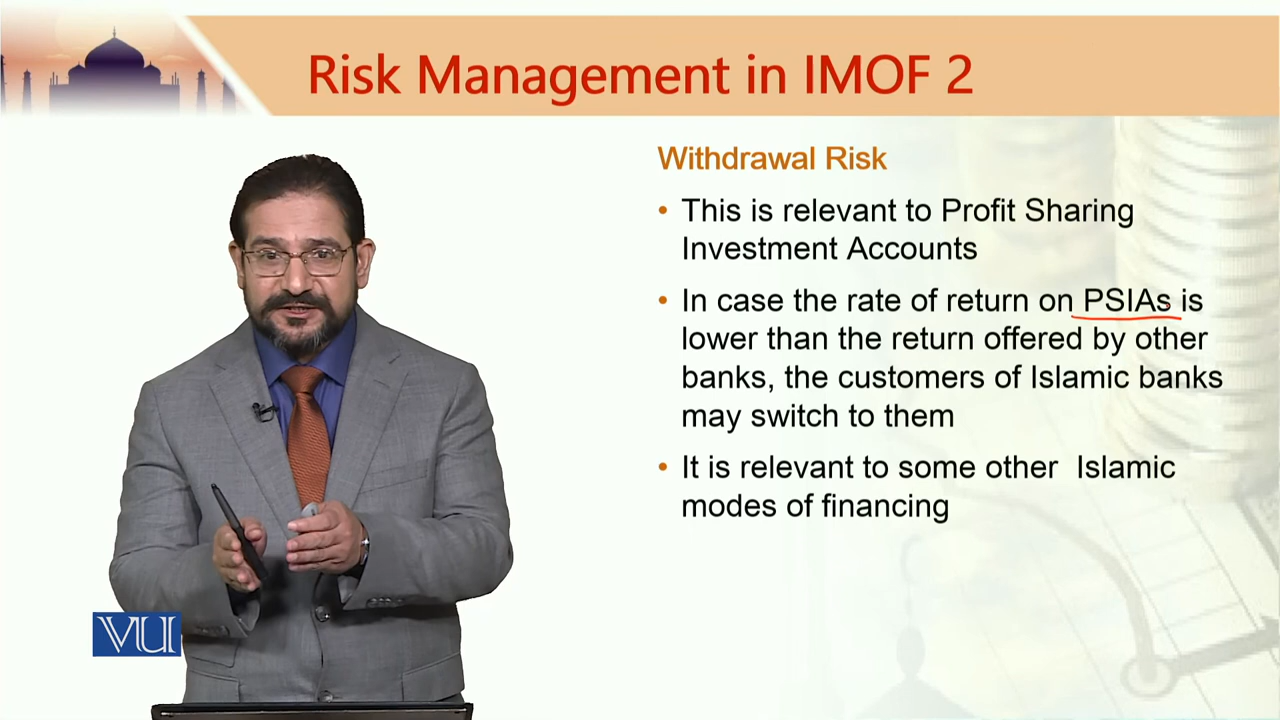 Risk Management in IMOF 2
Withdrawal Risk
• This is relevant to Profit Sharing
Investment Accounts
• In case the rate of return on PSIAs is
lower than the return offered by other
banks, the customers of Islamic banks
may switch to them
• It is relevant to some other  Islamic
modes of financing
VU